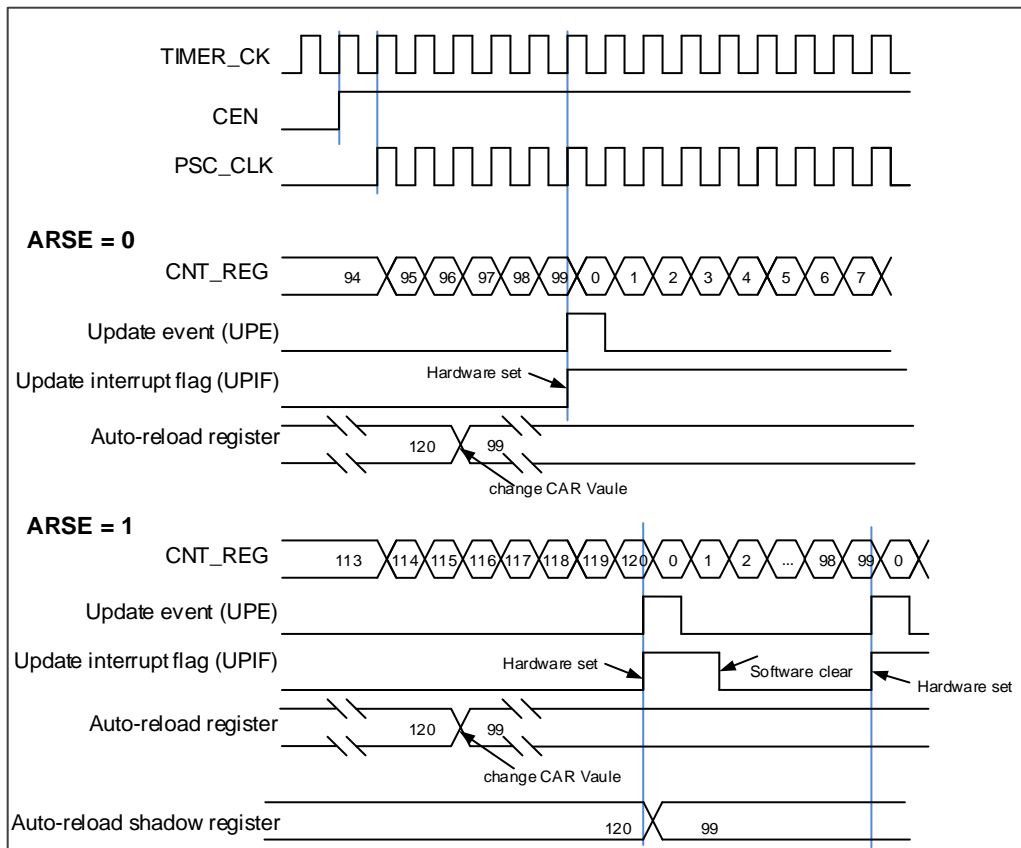 TIMER_CK
CEN
PSC_CLK
ARSE = 0
CNT_REG 94 95 96 97 98 99 0 1 2 3 4 5 6 7
Update event (UPE)
Update interrupt flag (UPIF) Hardware set
Auto-reload register 120 99
change CAR Vaule
ARSE = 1
CNT_REG 113 114 115 116 117 118 119 120 0 1 2 ... 98 99 0
Update event (UPE)
Update interrupt flag (UPIF) Hardware set Software clear Hardware set
Auto-reload register 120 99
change CAR Vaule
Auto-reload shadow register 120 99